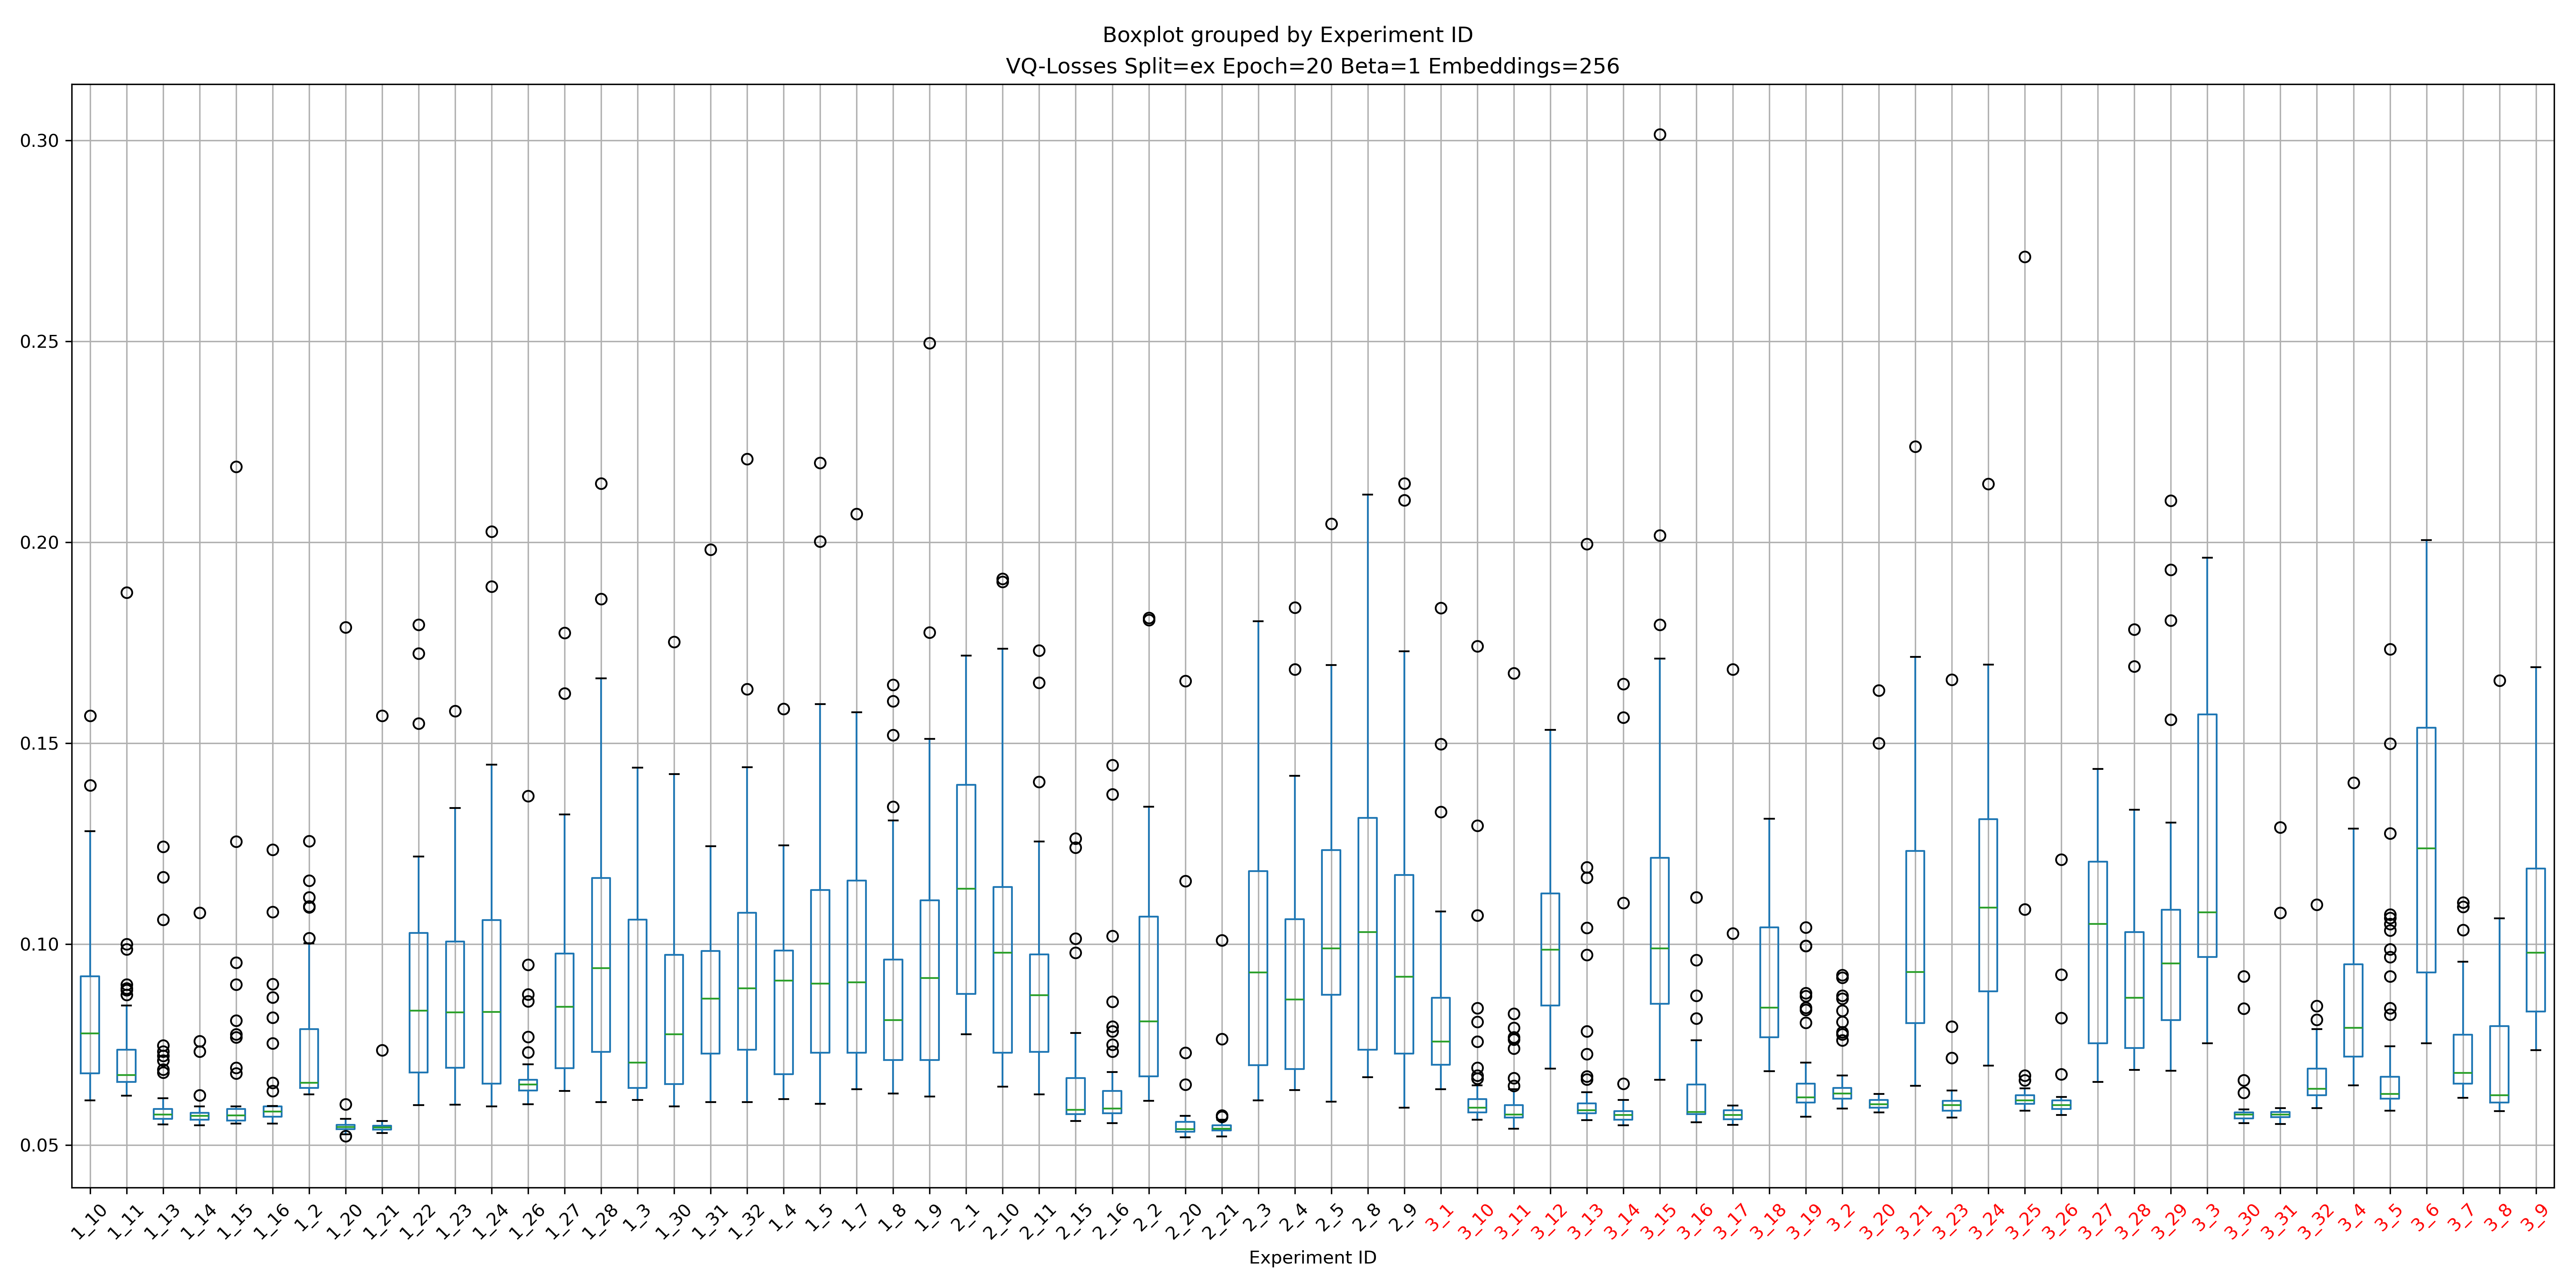 Boxplot grouped by Experiment ID
VQ-Losses Split=ex Epoch=20 Beta=1 Embeddings=256
0.30
0.25
0.20
0.15
0.10
0.05
1_10 1_11 1_13 1_14 1_15 1_16 1_2 1_20 1_21 1_22 1_23 1_24 1_26 1_27 1_28 1_3 1_30 1_31 1_32 1_4 1_5 1_7 1_8 1_9 2_1 2_10 2_11 2_15 2_16 2_2 2_20 2_21 2_3 2_4 2_5 2_8 2_9 3_1 3_10 3_11 3_12 3_13 3_14 3_15 3_16 3_17 3_18 3_19 3_2 3_20 3_21 3_23 3_24 3_25 3_26 3_27 3_28 3_29 3_3 3_30 3_31 3_32 3_4 3_5 3_6 3_7 3_8 3_9
Experiment ID